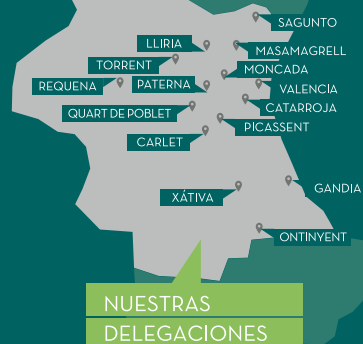 SAGUNTO
LLIRIA
MASAMAGRELL
TORRENT
MONCADA
REQUENA
PATERNA
VALENCIA
CATARROJA
QUART DE POBLET
PICASSENT
CARLET
GANDIA
XÁTIVA
ONTINYENT
NUESTRAS
DELEGACIONES